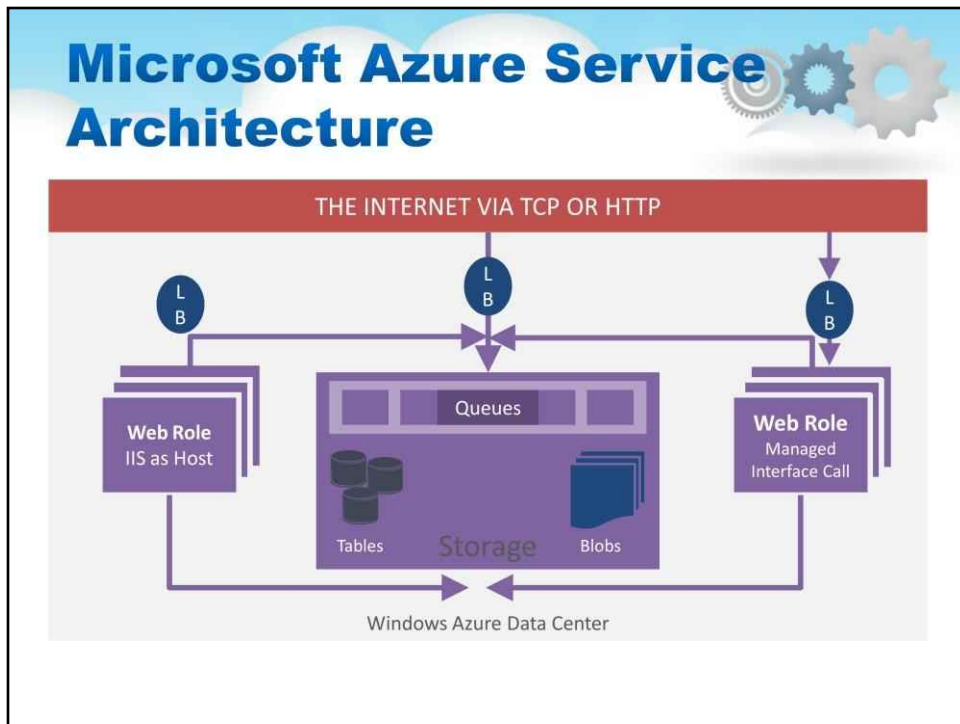 Microsoft Azure Service
Architecture
THE INTERNET VIA TCP OR HTTP
L
B
L
B
L
B
Web Role
IIS as Host
Queues
Tables
Storage
Blobs
Web Role
Managed
Interface Call
Windows Azure Data Center